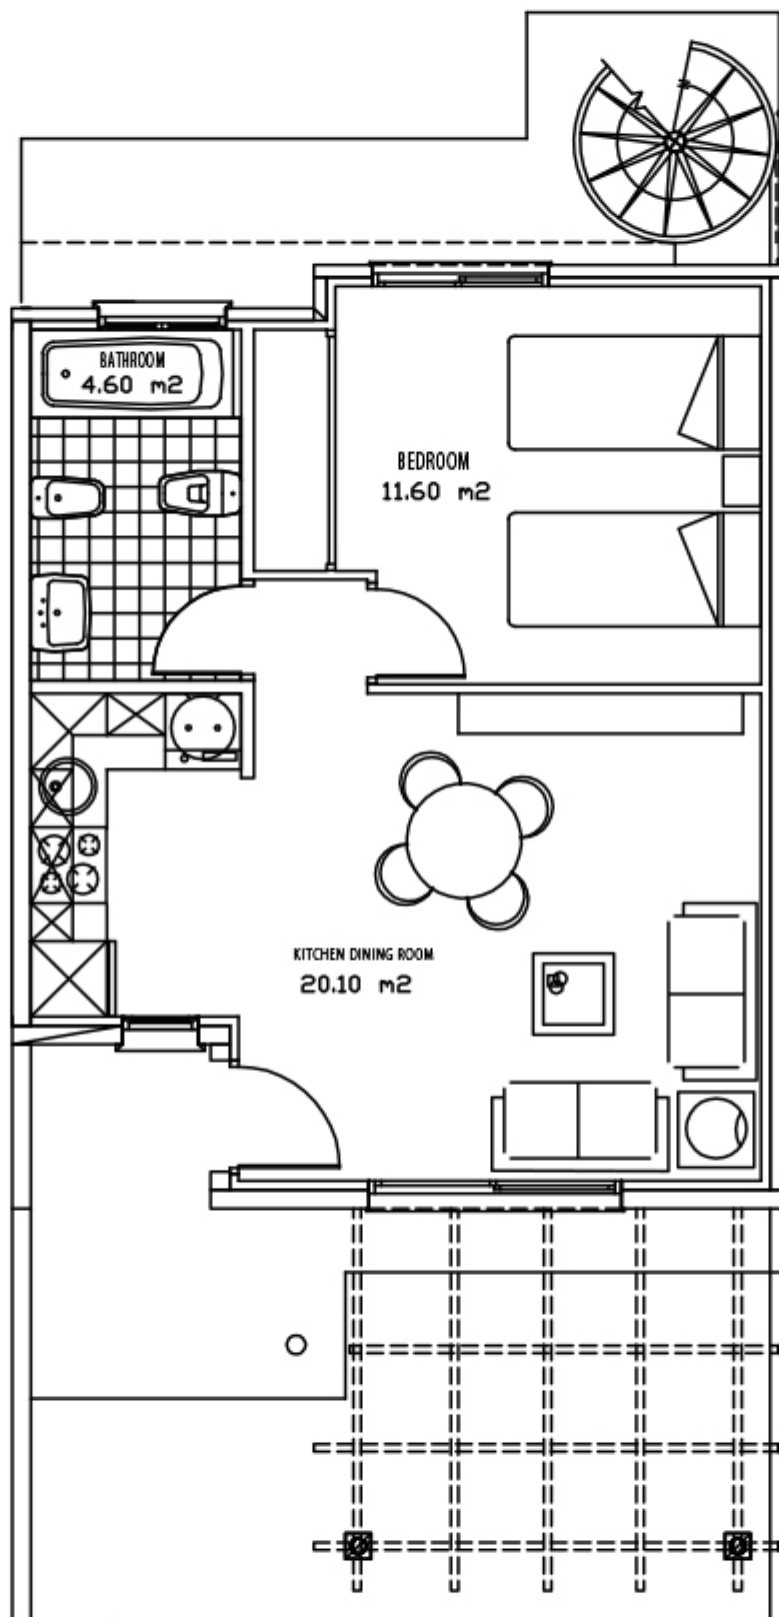 BATHROOM
4.60 m2
BEDROOM
11.60 m2
KITCHEN DINING ROOM
20.10 m2